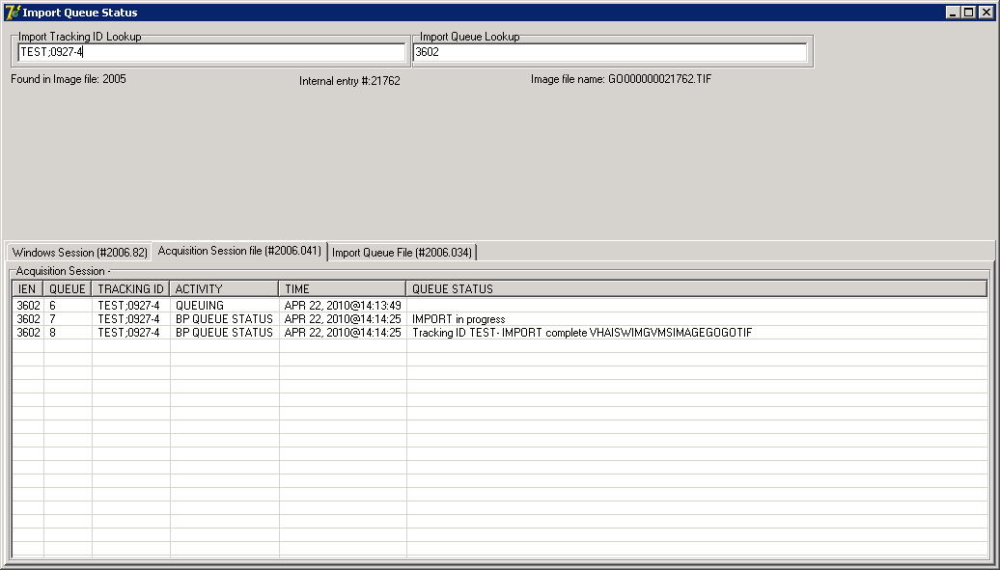 Import Queue Status
Import Tracking ID Lookup Import Queue Lookup
TEST;0927-4 3602
Found in Image file: 2005 Internal entry #:21762 Image file name: GO000000021762.TIF
Windows Session (#2006.82) Acquisition Session file (#2006.041) Import Queue File (#2006.034)
Acquisition Session -
IEN QUEUE TRACKING ID ACTIVITY TIME QUEUE STATUS
3602 6 TEST;0927-4 QUEUING APR 22, 2010@14:13:49
3602 7 TEST;0927-4 BP QUEUE STATUS APR 22, 2010@14:14:25 IMPORT in progress
3602 8 TEST;0927-4 BP QUEUE STATUS APR 22, 2010@14:14:25 Tracking ID TEST- IMPORT complete VHAISWIMGVMSIMAGEGOGOTIF